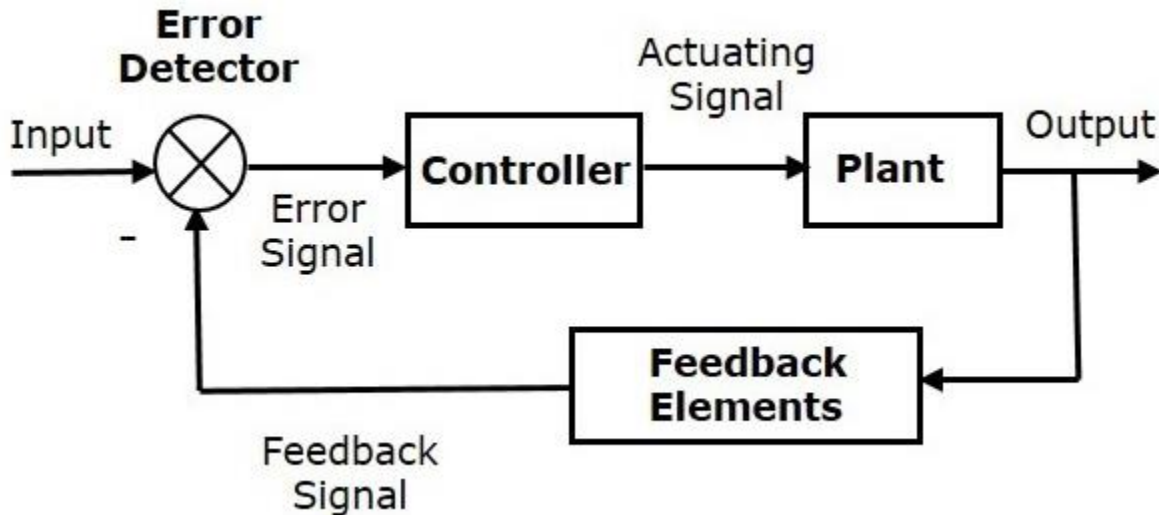 Error
Detector
Input
Error
Signal
Controller
Actuating
Signal
Plant
Output
-
Feedback
Elements
Feedback
Signal